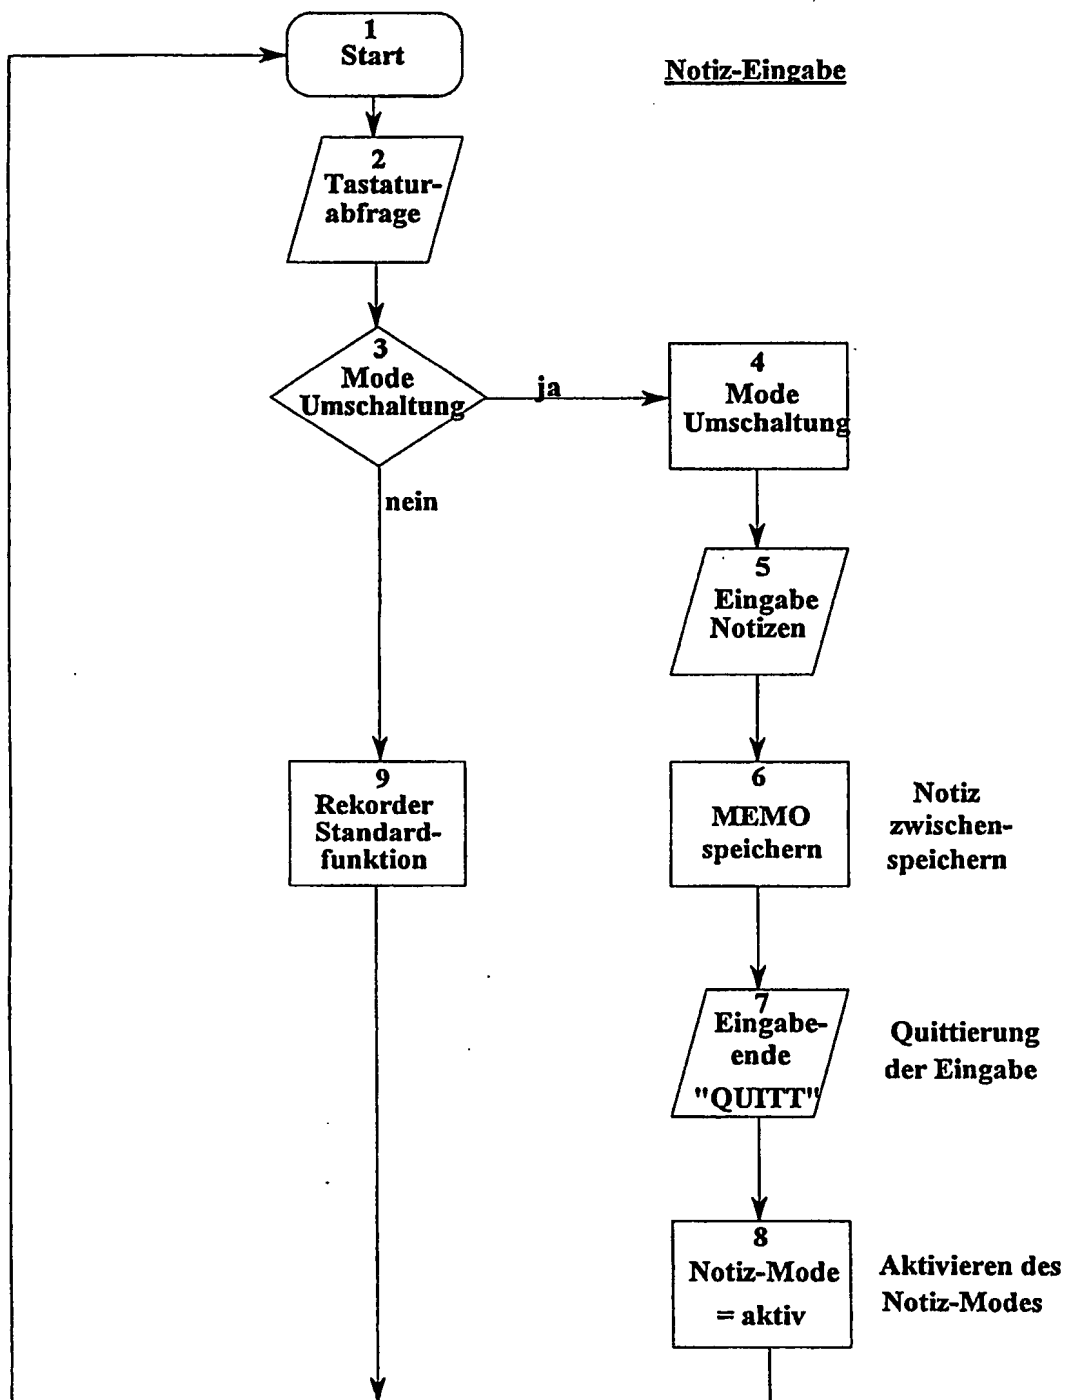 1
Start
Notiz-Eingabe
2
Tastatur-
abfrage
3
Mode
Umschaltung
ja
4
Mode
Umschaltung
nein
5
Eingabe
Notizen
9
Rekorder
Standard-
funktion
6
MEMO
speichern
Notiz
zwischen-
speichern
7
Eingabe-
ende
"QUITT"
Quittierung
der Eingabe
8
Notiz-Mode
= aktiv
Aktivieren des
Notiz-Modes